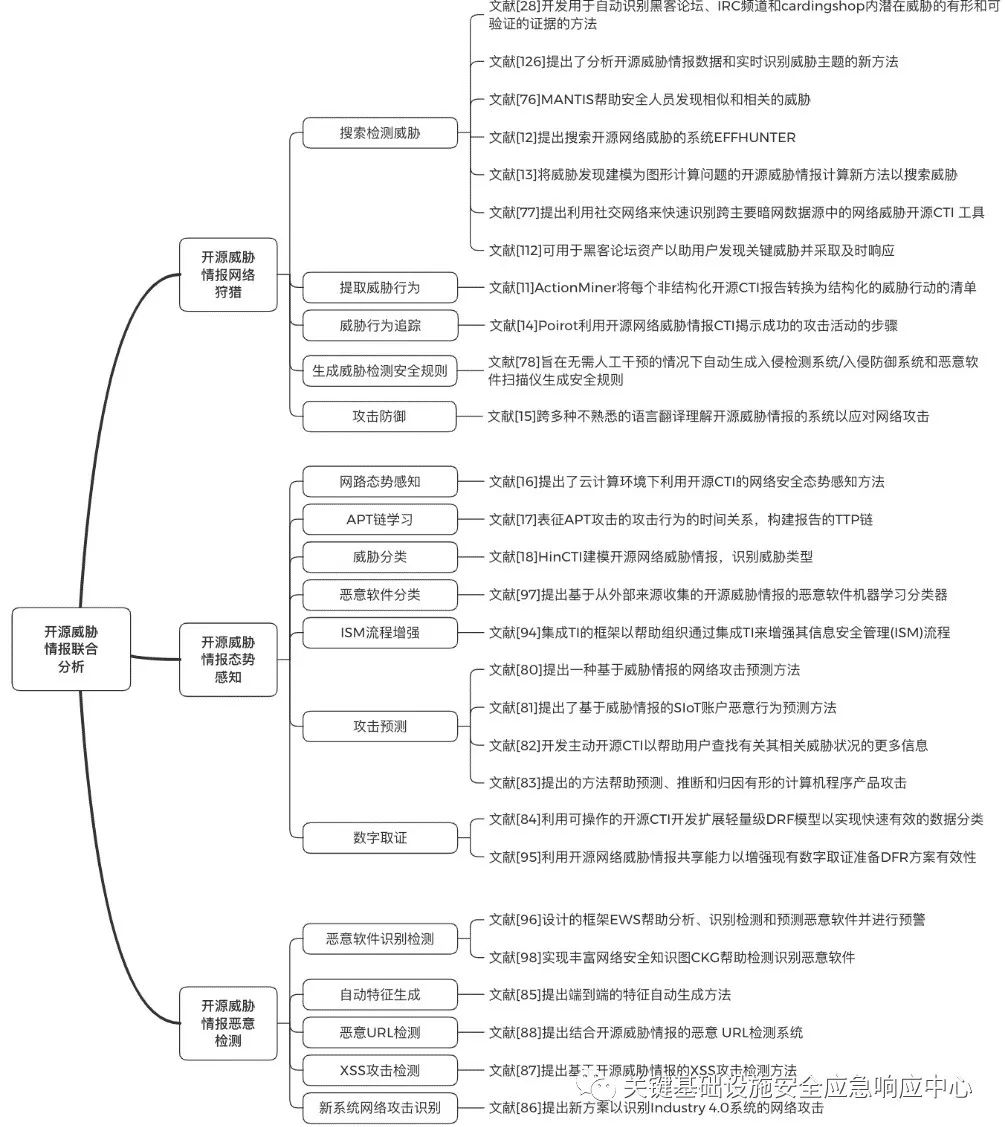 文献[28]开发用于自动识别黑客论坛、IRC频道和cardingshop内潜在威胁的有形和可
验证的证据的方法
文献[126]提出了分析开源威胁情报数据和实时识别威胁主题的新方法
文献[76]MANTIS帮助安全人员发现相似和相关的威胁
搜索检测威胁
文献[12]提出搜索开源网络威胁的系统EFFHUNTER
文献[13]将威胁发现建模为图形计算问题的开源威胁情报计算新方法以搜索威胁
文献[77]提出利用社交网络来快速识别跨主要暗网数据源中的网络威胁开源CTI 工具
文献[112]可用于黑客论坛资产以助用户发现关键威胁并采取及时响应
开源威胁
情报网络
狩猎
提取威胁行为
文献[11]ActionMiner将每个非结构化开源CTI报告转换为结构化的威胁行动的清单
威胁行为追踪
文献[14]Poirot利用开源网络威胁情报CTI揭示成功的攻击活动的步骤
生成威胁检测安全规则
文献[78]旨在无需人工干预的情况下自动生成入侵检测系统/入侵防御系统和恶意软
件扫描仪生成安全规则
攻击防御
文献[15]跨多种不熟悉的语言翻译理解开源威胁情报的系统以应对网络攻击
网路态势感知
文献[16]提出了云计算环境下利用开源CTI的网络安全态势感知方法
APT链学习
文献[17]表征APT攻击的攻击行为的时间关系，构建报告的TTP链
威胁分类
文献[18]HinCTI建模开源网络威胁情报，识别威胁类型
恶意软件分类
文献[97]提出基于从外部来源收集的开源威胁情报的恶意软件机器学习分类器
ISM流程增强
文献[94]集成TI的框架以帮助组织通过集成TI来增强其信息安全管理(ISM)流程
开源威胁
情报联合
分析
开源威胁
情报态势
感知
文献[80]提出一种基于威胁情报的网络攻击预测方法
文献[81]提出了基于威胁情报的SIoT账户恶意行为预测方法
攻击预测
文献[82]开发主动开源CTI以帮助用户查找有关其相关威胁状况的更多信息
文献[83]提出的方法帮助预测、推断和归因有形的计算机程序产品攻击
数字取证
文献[84]利用可操作的开源CTI开发扩展轻量级DRF模型以实现快速有效的数据分类
文献[95]利用开源网络威胁情报共享能力以增强现有数字取证准备DFR方案有效性
恶意软件识别检测
文献[96]设计的框架EWS帮助分析、识别检测和预测恶意软件并进行预警
文献[98]实现丰富网络安全知识图CKG帮助检测识别恶意软件
开源威胁
情报恶意
检测
自动特征生成
文献[85]提出端到端的特征自动生成方法
恶意URL检测
文献[88]提出结合开源威胁情报的恶意 URL检测系统
XSS攻击检测
文献[87]提出基于开源威胁情报的XSS攻击检测方法
关键基础设施安全应急响应中心
新系统网络攻击识别
文献[86]提出新方案以识别Industry 4.0系统的网络攻击